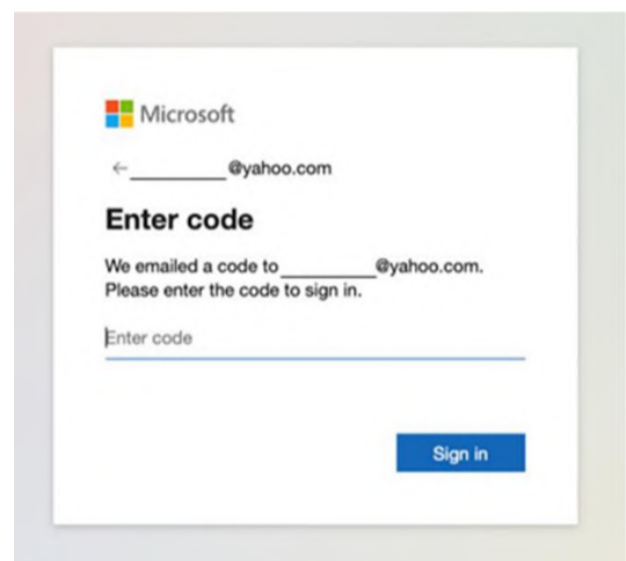 Microsoft
← _________@yahoo.com
Enter code
We emailed a code to _________@yahoo.com.
Please enter the code to sign in.
Enter code
Sign in